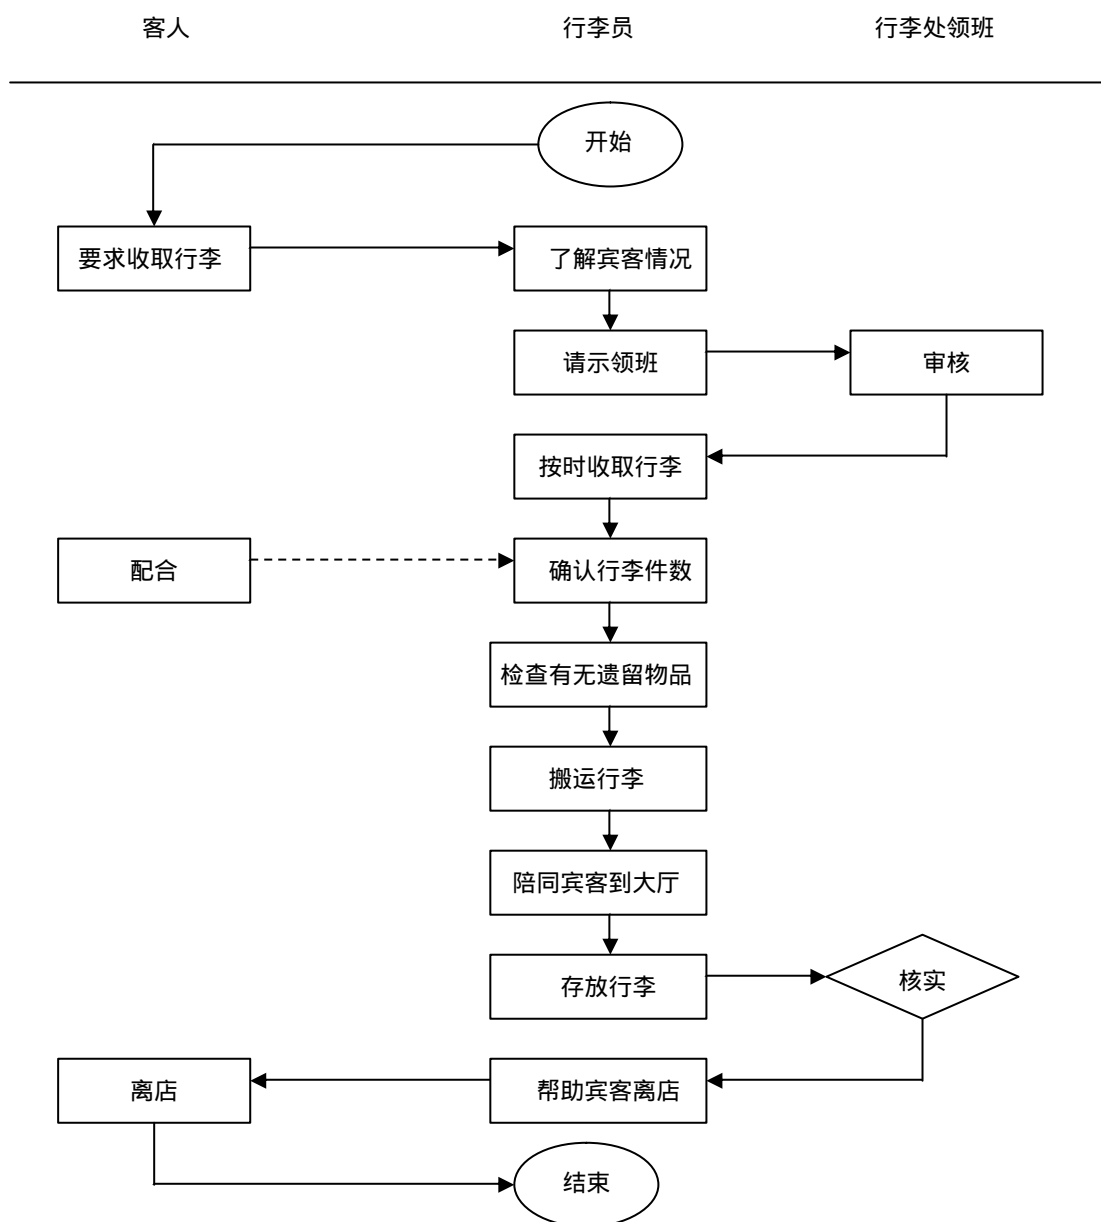 客人 行李员 行李处领班
开始
要求收取行李 了解宾客情况
请示领班 审核
按时收取行李
配合 确认行李件数
检查有无遗留物品
搬运行李
陪同宾客到大厅
存放行李 核实
离店 帮助宾客离店
结束